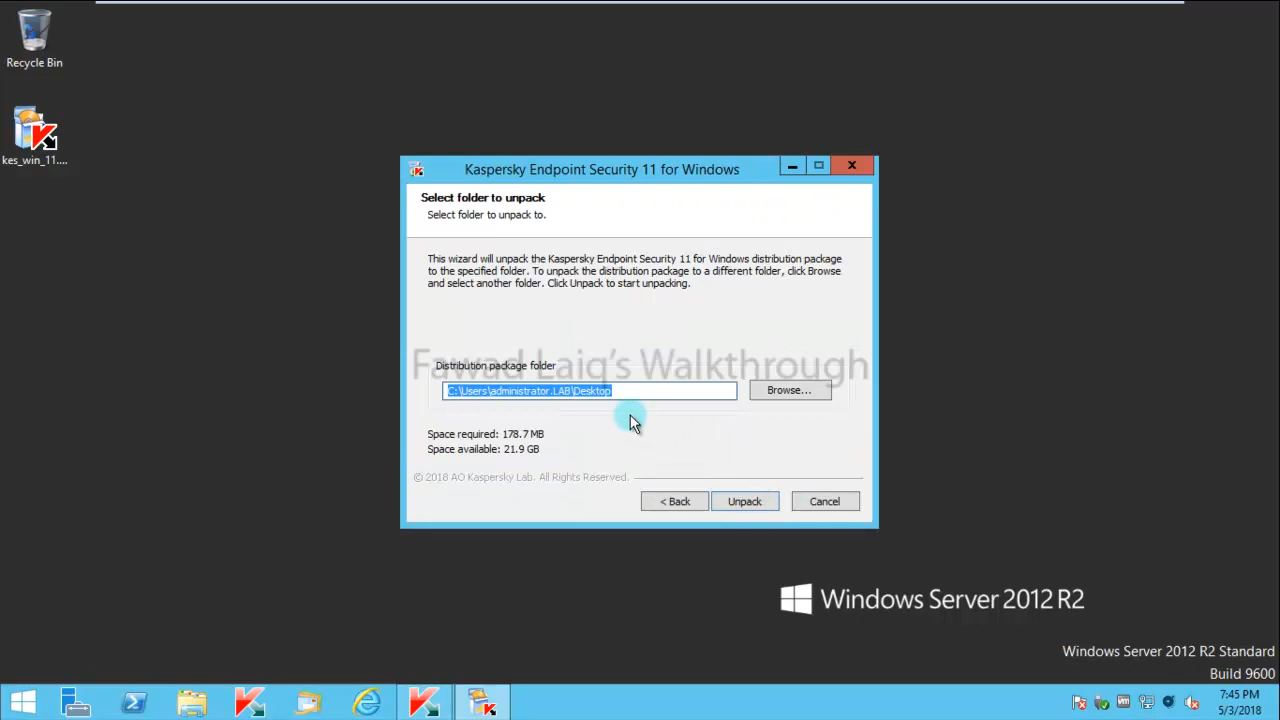 Recycle Bin
kes_win_11....
Kaspersky Endpoint Security 11 for Windows
Select folder to unpack
Select folder to unpack to.
This wizard will unpack the Kaspersky Endpoint Security 11 for Windows distribution package
to the specified folder. To unpack the distribution package to a different folder, click Browse
and select another folder. Click Unpack to start unpacking.
Fawad Laiq's Walkthrough
Distribution package folder
C:\Users\administrator.LAB\Desktop
Browse...
Space required: 178.7 MB
Space available: 21.9 GB
© 2018 AO Kaspersky Lab. All Rights Reserved.
< Back
Unpack
Cancel
Windows Server 2012 R2
Windows Server 2012 R2 Standard
Build 9600
7:45 PM
5/3/2018